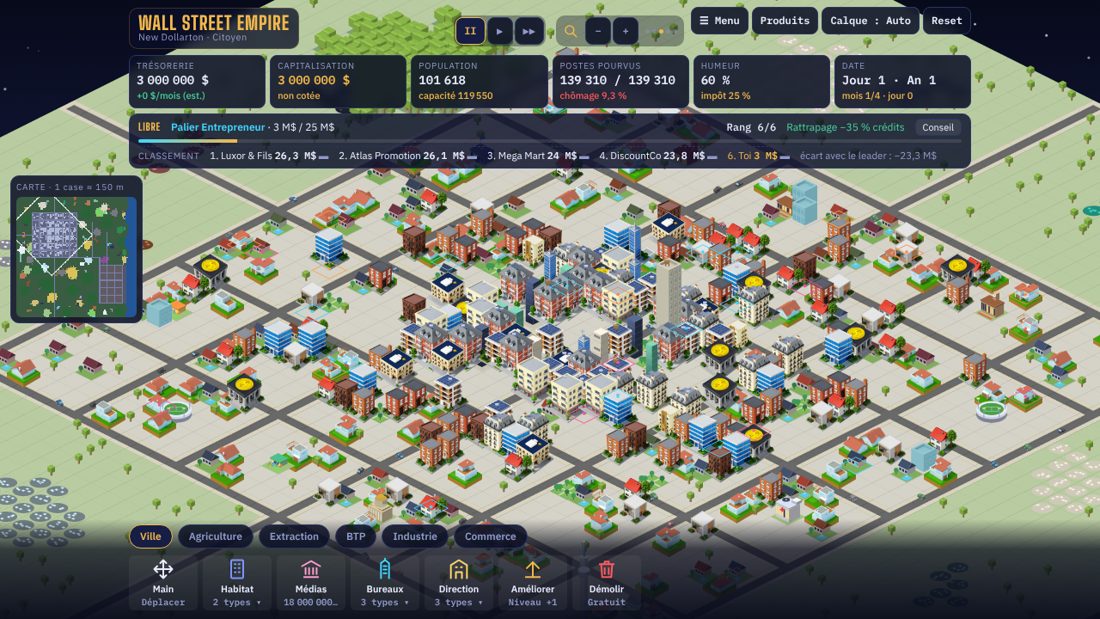 WALL STREET EMPIRE
New Dollarton · Citoyen
☰ Menu
Produits
Calque : Auto
Reset
TRÉSORERIE
3 000 000 $
+0 $/mois (est.)
CAPITALISATION
3 000 000 $
non cotée
POPULATION
101 618
capacité 119 550
POSTES POURVUS
139 310 / 139 310
chômage 9,3 %
HUMEUR
60 %
impôt 25 %
DATE
Jour 1 · An 1
mois 1/4 · jour 0
LIBRE Palier Entrepreneur · 3 M$ / 25 M$ Rang 6/6 Rattrapage −35 % crédits Conseil
CLASSEMENT 1. Luxor & Fils 26,3 M$ 2. Atlas Promotion 26,1 M$ 3. Mega Mart 24 M$ 4. DiscountCo 23,8 M$ 6. Toi 3 M$ écart avec le leader : −23,3 M$
CARTE · 1 case ≈ 150 m
Ville
Agriculture
Extraction
BTP
Industrie
Commerce
Main
Déplacer
Habitat
2 types ▾
Médias
18 000 000…
Bureaux
3 types ▾
Direction
3 types ▾
Améliorer
Niveau +1
Démolir
Gratuit